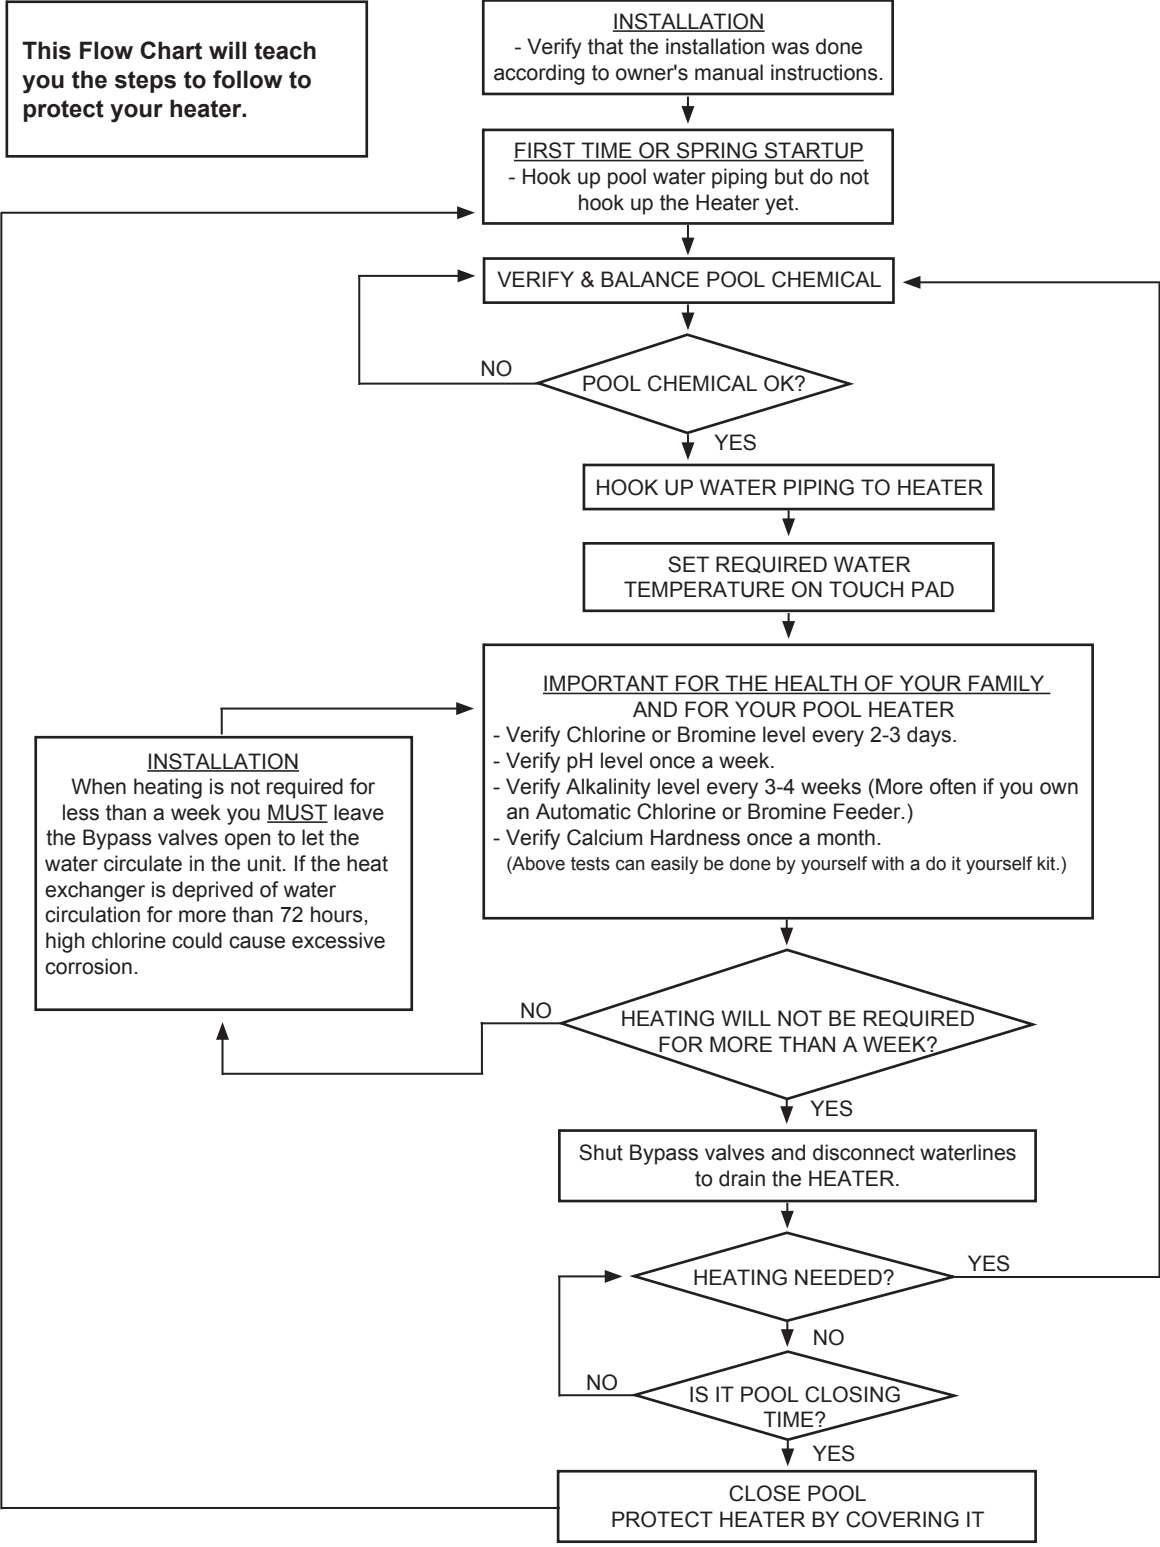 This Flow Chart will teach
you the steps to follow to
protect your heater.
INSTALLATION
- Verify that the installation was done
according to owner's manual instructions.
FIRST TIME OR SPRING STARTUP
- Hook up pool water piping but do not
hook up the Heater yet.
VERIFY & BALANCE POOL CHEMICAL
NO
POOL CHEMICAL OK?
YES
HOOK UP WATER PIPING TO HEATER
SET REQUIRED WATER
TEMPERATURE ON TOUCH PAD
IMPORTANT FOR THE HEALTH OF YOUR FAMILY
AND FOR YOUR POOL HEATER
- Verify Chlorine or Bromine level every 2-3 days.
- Verify pH level once a week.
- Verify Alkalinity level every 3-4 weeks (More often if you own
an Automatic Chlorine or Bromine Feeder.)
- Verify Calcium Hardness once a month.
(Above tests can easily be done by yourself with a do it yourself kit.)
INSTALLATION
When heating is not required for
less than a week you MUST leave
the Bypass valves open to let the
water circulate in the unit. If the heat
exchanger is deprived of water
circulation for more than 72 hours,
high chlorine could cause excessive
corrosion.
NO
HEATING WILL NOT BE REQUIRED
FOR MORE THAN A WEEK?
YES
Shut Bypass valves and disconnect waterlines
to drain the HEATER.
HEATING NEEDED?
YES
NO
NO
IS IT POOL CLOSING
TIME?
YES
CLOSE POOL
PROTECT HEATER BY COVERING IT